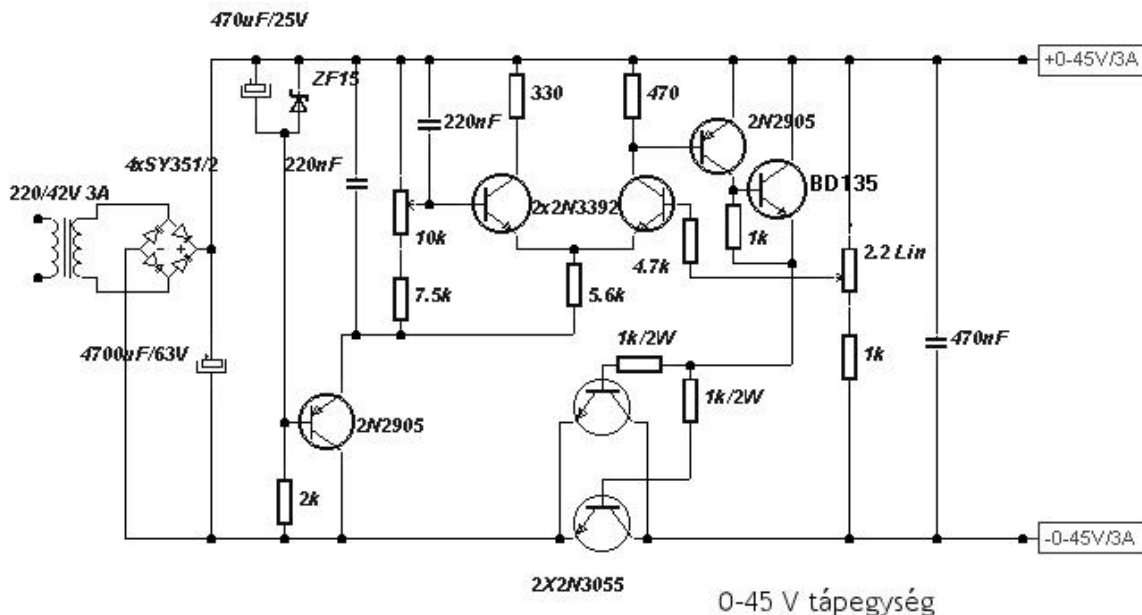 470uF/25V
ZF15
330
470
+0-45V/3A
220nF
2N2905
4xSY351/2
220nF
BD135
220/42V 3A
2x2N3392
10k
1k
4.7k
2.2 Lin
7.5k
5.6k
4700uF/63V
1k/2W
1k
470nF
1k/2W
2N2905
2k
-0-45V/3A
2X2N3055
0-45 V tápegység